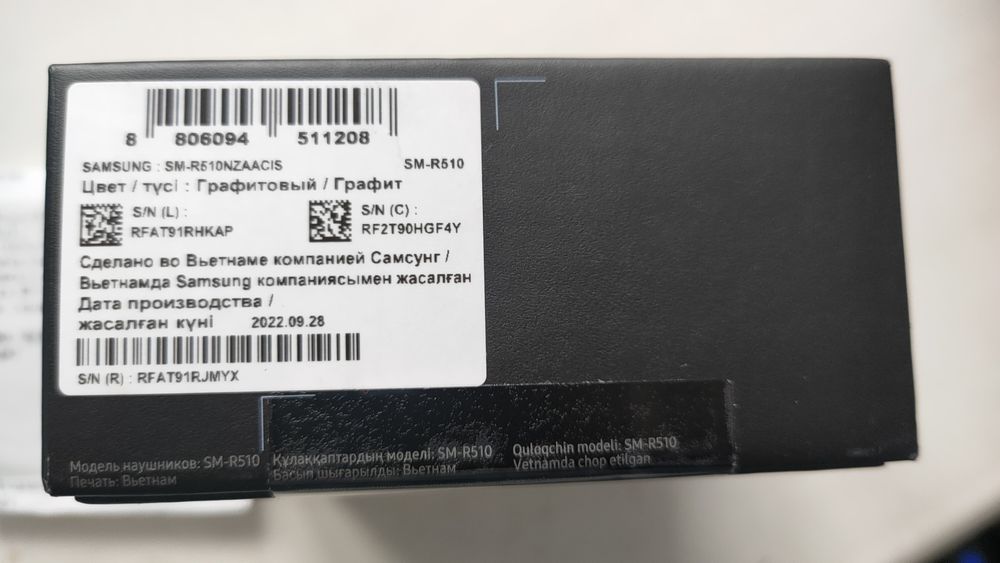 8 806094 511208
SAMSUNG : SM-R510NZAACIS SM-R510
Цвет / түсі : Графитовый / Графит
S/N (L) : S/N (C) :
RFAT91RHKAP RF2T90HGF4Y
Сделано во Вьетнаме компанией Самсунг /
Вьетнамда Samsung компаниясымен жасалған
Дата производства /
жасалған күні 2022.09.28
S/N (R) : RFAT91RJMYX
Модель наушников: SM-R510 Құлаққаптардың моделі: SM-R510 Quloqchin modeli: SM-R510
Печать: Вьетнам Басып шығарылды: Вьетнам Vetnamda chop etilgan